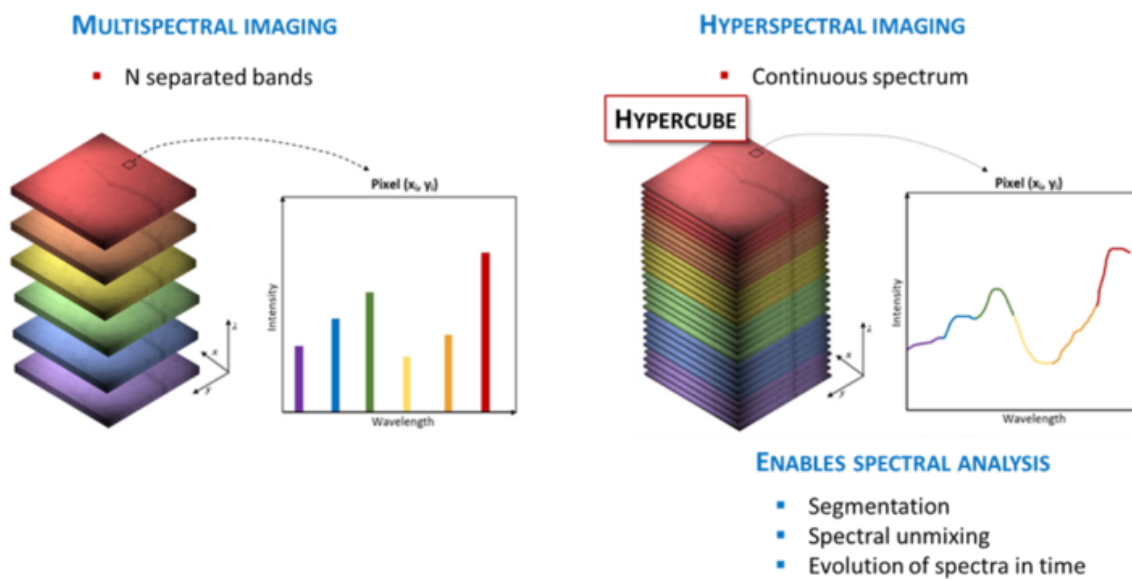 MULTISPECTRAL IMAGING
▪ N separated bands
Pixel (xᵢ, yᵢ)
Intensity
Wavelength
λ
x
y
HYPERSPECTRAL IMAGING
▪ Continuous spectrum
HYPERCUBE
Pixel (xᵢ, yᵢ)
Intensity
Wavelength
λ
x
y
ENABLES SPECTRAL ANALYSIS
▪ Segmentation
▪ Spectral unmixing
▪ Evolution of spectra in time